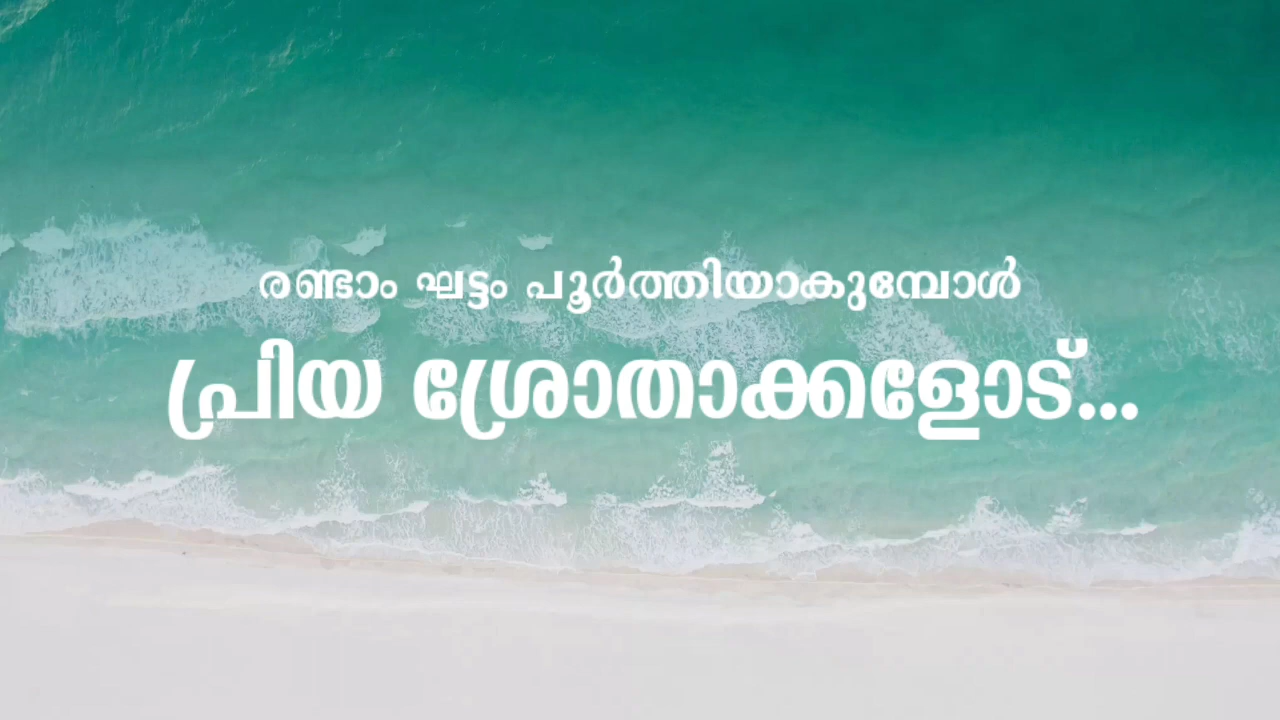 രണ്ടാം ഘട്ടം പൂർത്തിയാകുമ്പോൾ
പ്രിയ ശ്രോതാക്കളോട്...